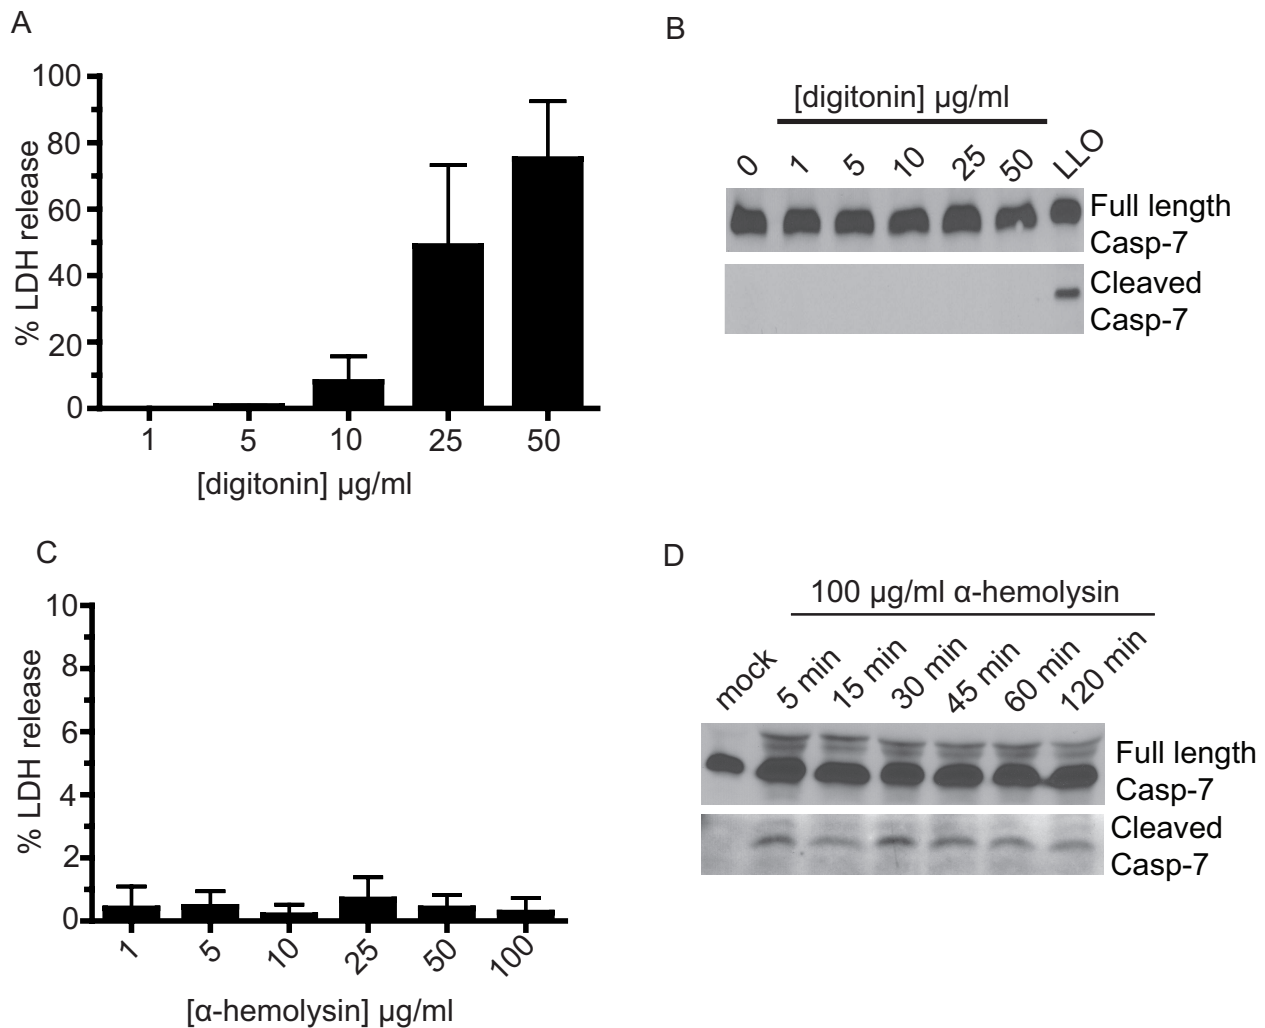 A
100
80
60
40
20
0
% LDH release
1 5 10 25 50
[digitonin] µg/ml
B
[digitonin] µg/ml
0 1 5 10 25 50 LLO
Full length
Casp-7
Cleaved
Casp-7
C
10
8
6
4
2
0
% LDH release
1 5 10 25 50 100
[α-hemolysin] µg/ml
D
100 µg/ml α-hemolysin
mock 5 min 15 min 30 min 45 min 60 min 120 min
Full length
Casp-7
Cleaved
Casp-7